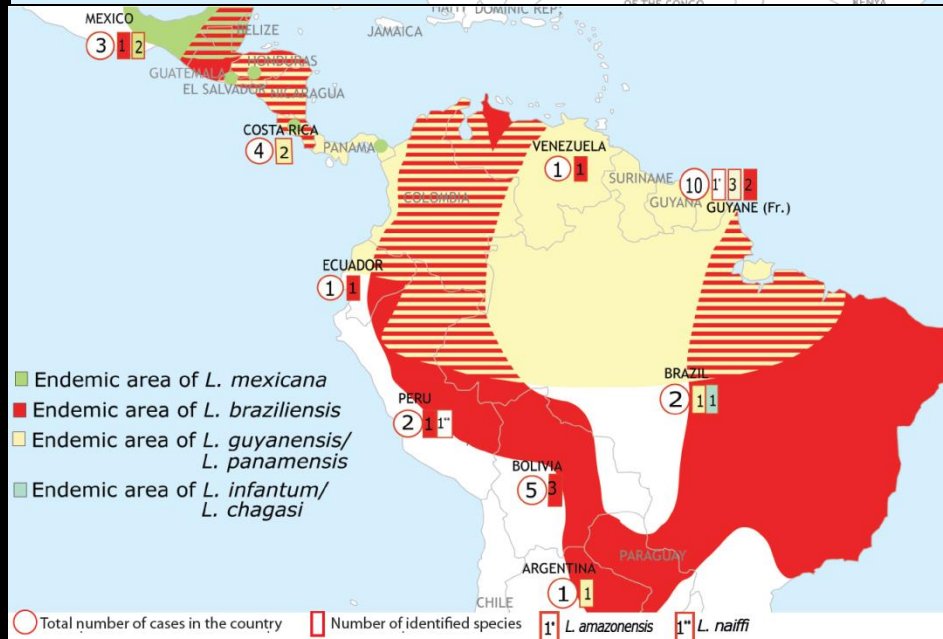 HAITI DOMINIC REP.
OF THE CONGO
KENYA
MEXICO
3 1 2
BELIZE
JAMAICA
HONDURAS
GUATEMALA
EL SALVADOR
NICARAGUA
COSTA RICA
4 2
PANAMA
VENEZUELA
1 1
SURINAME
GUYANA
10 1* 3 2
GUYANE (Fr.)
COLOMBIA
ECUADOR
1 1
BRAZIL
2 1 1
PERU
2 1 1**
BOLIVIA
5 3
PARAGUAY
ARGENTINA
1 1
CHILE
Endemic area of L. mexicana
Endemic area of L. braziliensis
Endemic area of L. guyanensis/
L. panamensis
Endemic area of L. infantum/
L. chagasi
Total number of cases in the country
Number of identified species
1* L. amazonensis
1** L. naiffi